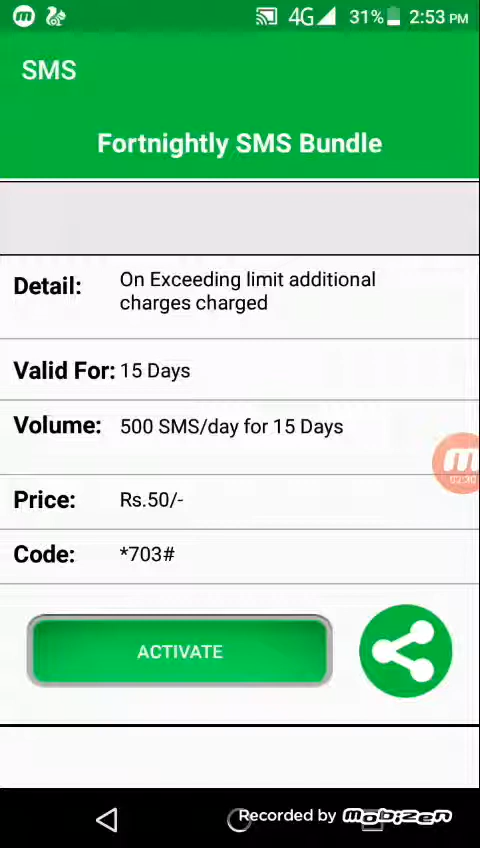 4G 31% 2:53 PM
SMS
Fortnightly SMS Bundle
Detail: On Exceeding limit additional
charges charged
Valid For: 15 Days
Volume: 500 SMS/day for 15 Days
Price: Rs.50/-
Code: *703#
ACTIVATE
Recorded by Mobizen